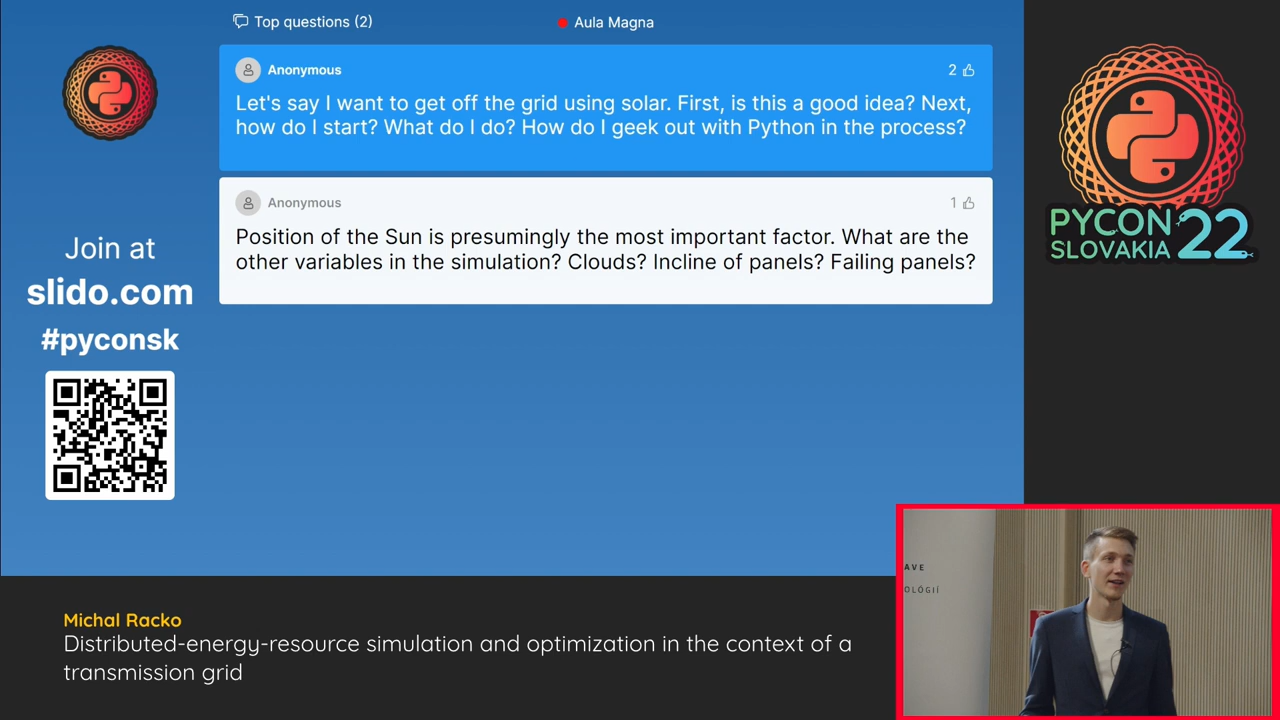 Top questions (2)
Aula Magna
Anonymous
2
Let's say I want to get off the grid using solar. First, is this a good idea? Next,
how do I start? What do I do? How do I geek out with Python in the process?
Anonymous
1
Position of the Sun is presumingly the most important factor. What are the
other variables in the simulation? Clouds? Incline of panels? Failing panels?
Join at
slido.com
#pyconsk
PYCON
SLOVAKIA
22
AVE
OLÓGIÍ
Michal Racko
Distributed-energy-resource simulation and optimization in the context of a
transmission grid